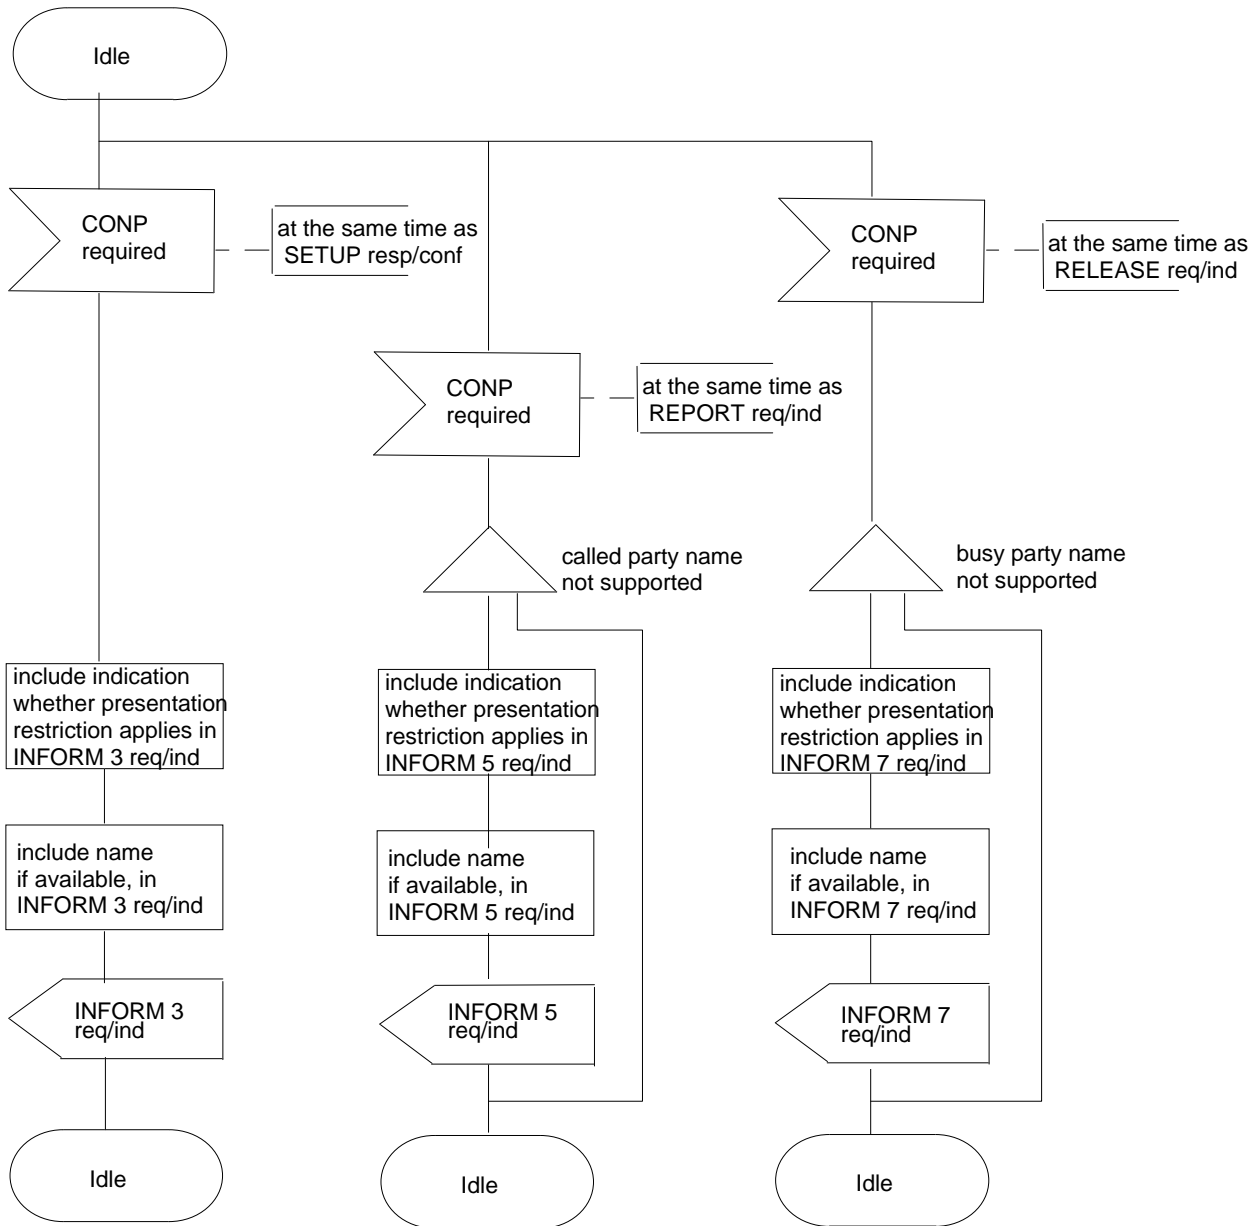 Idle
CONP
required
at the same time as
SETUP resp/conf
CONP
required
at the same time as
REPORT req/ind
CONP
required
at the same time as
RELEASE req/ind
called party name
not supported
busy party name
not supported
include indication
whether presentation
restriction applies in
INFORM 3 req/ind
include indication
whether presentation
restriction applies in
INFORM 5 req/ind
include indication
whether presentation
restriction applies in
INFORM 7 req/ind
include name
if available, in
INFORM 3 req/ind
include name
if available, in
INFORM 5 req/ind
include name
if available, in
INFORM 7 req/ind
INFORM 3
req/ind
INFORM 5
req/ind
INFORM 7
req/ind
Idle
Idle
Idle